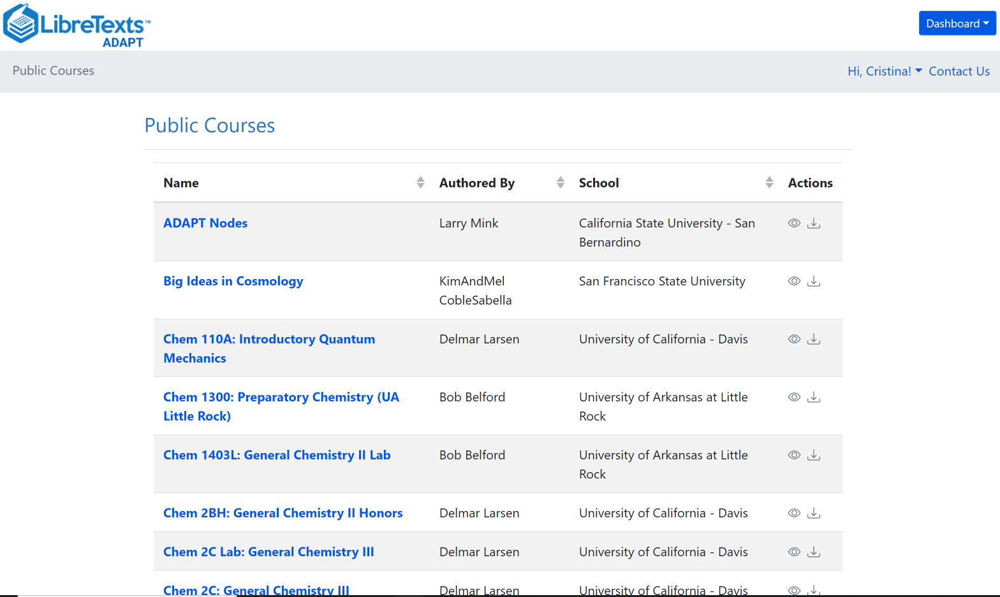 LibreTexts™
ADAPT
Dashboard
Public Courses
Hi, Cristina! Contact Us
Public Courses
Name Authored By School Actions
ADAPT Nodes Larry Mink California State University - San
Bernardino
Big Ideas in Cosmology KimAndMel San Francisco State University
CobleSabella
Chem 110A: Introductory Quantum Delmar Larsen University of California - Davis
Mechanics
Chem 1300: Preparatory Chemistry (UA Bob Belford University of Arkansas at Little
Little Rock) Rock
Chem 1403L: General Chemistry II Lab Bob Belford University of Arkansas at Little
Rock
Chem 2BH: General Chemistry II Honors Delmar Larsen University of California - Davis
Chem 2C Lab: General Chemistry III Delmar Larsen University of California - Davis
Chem 2C: General Chemistry III Delmar Larsen University of California - Davis